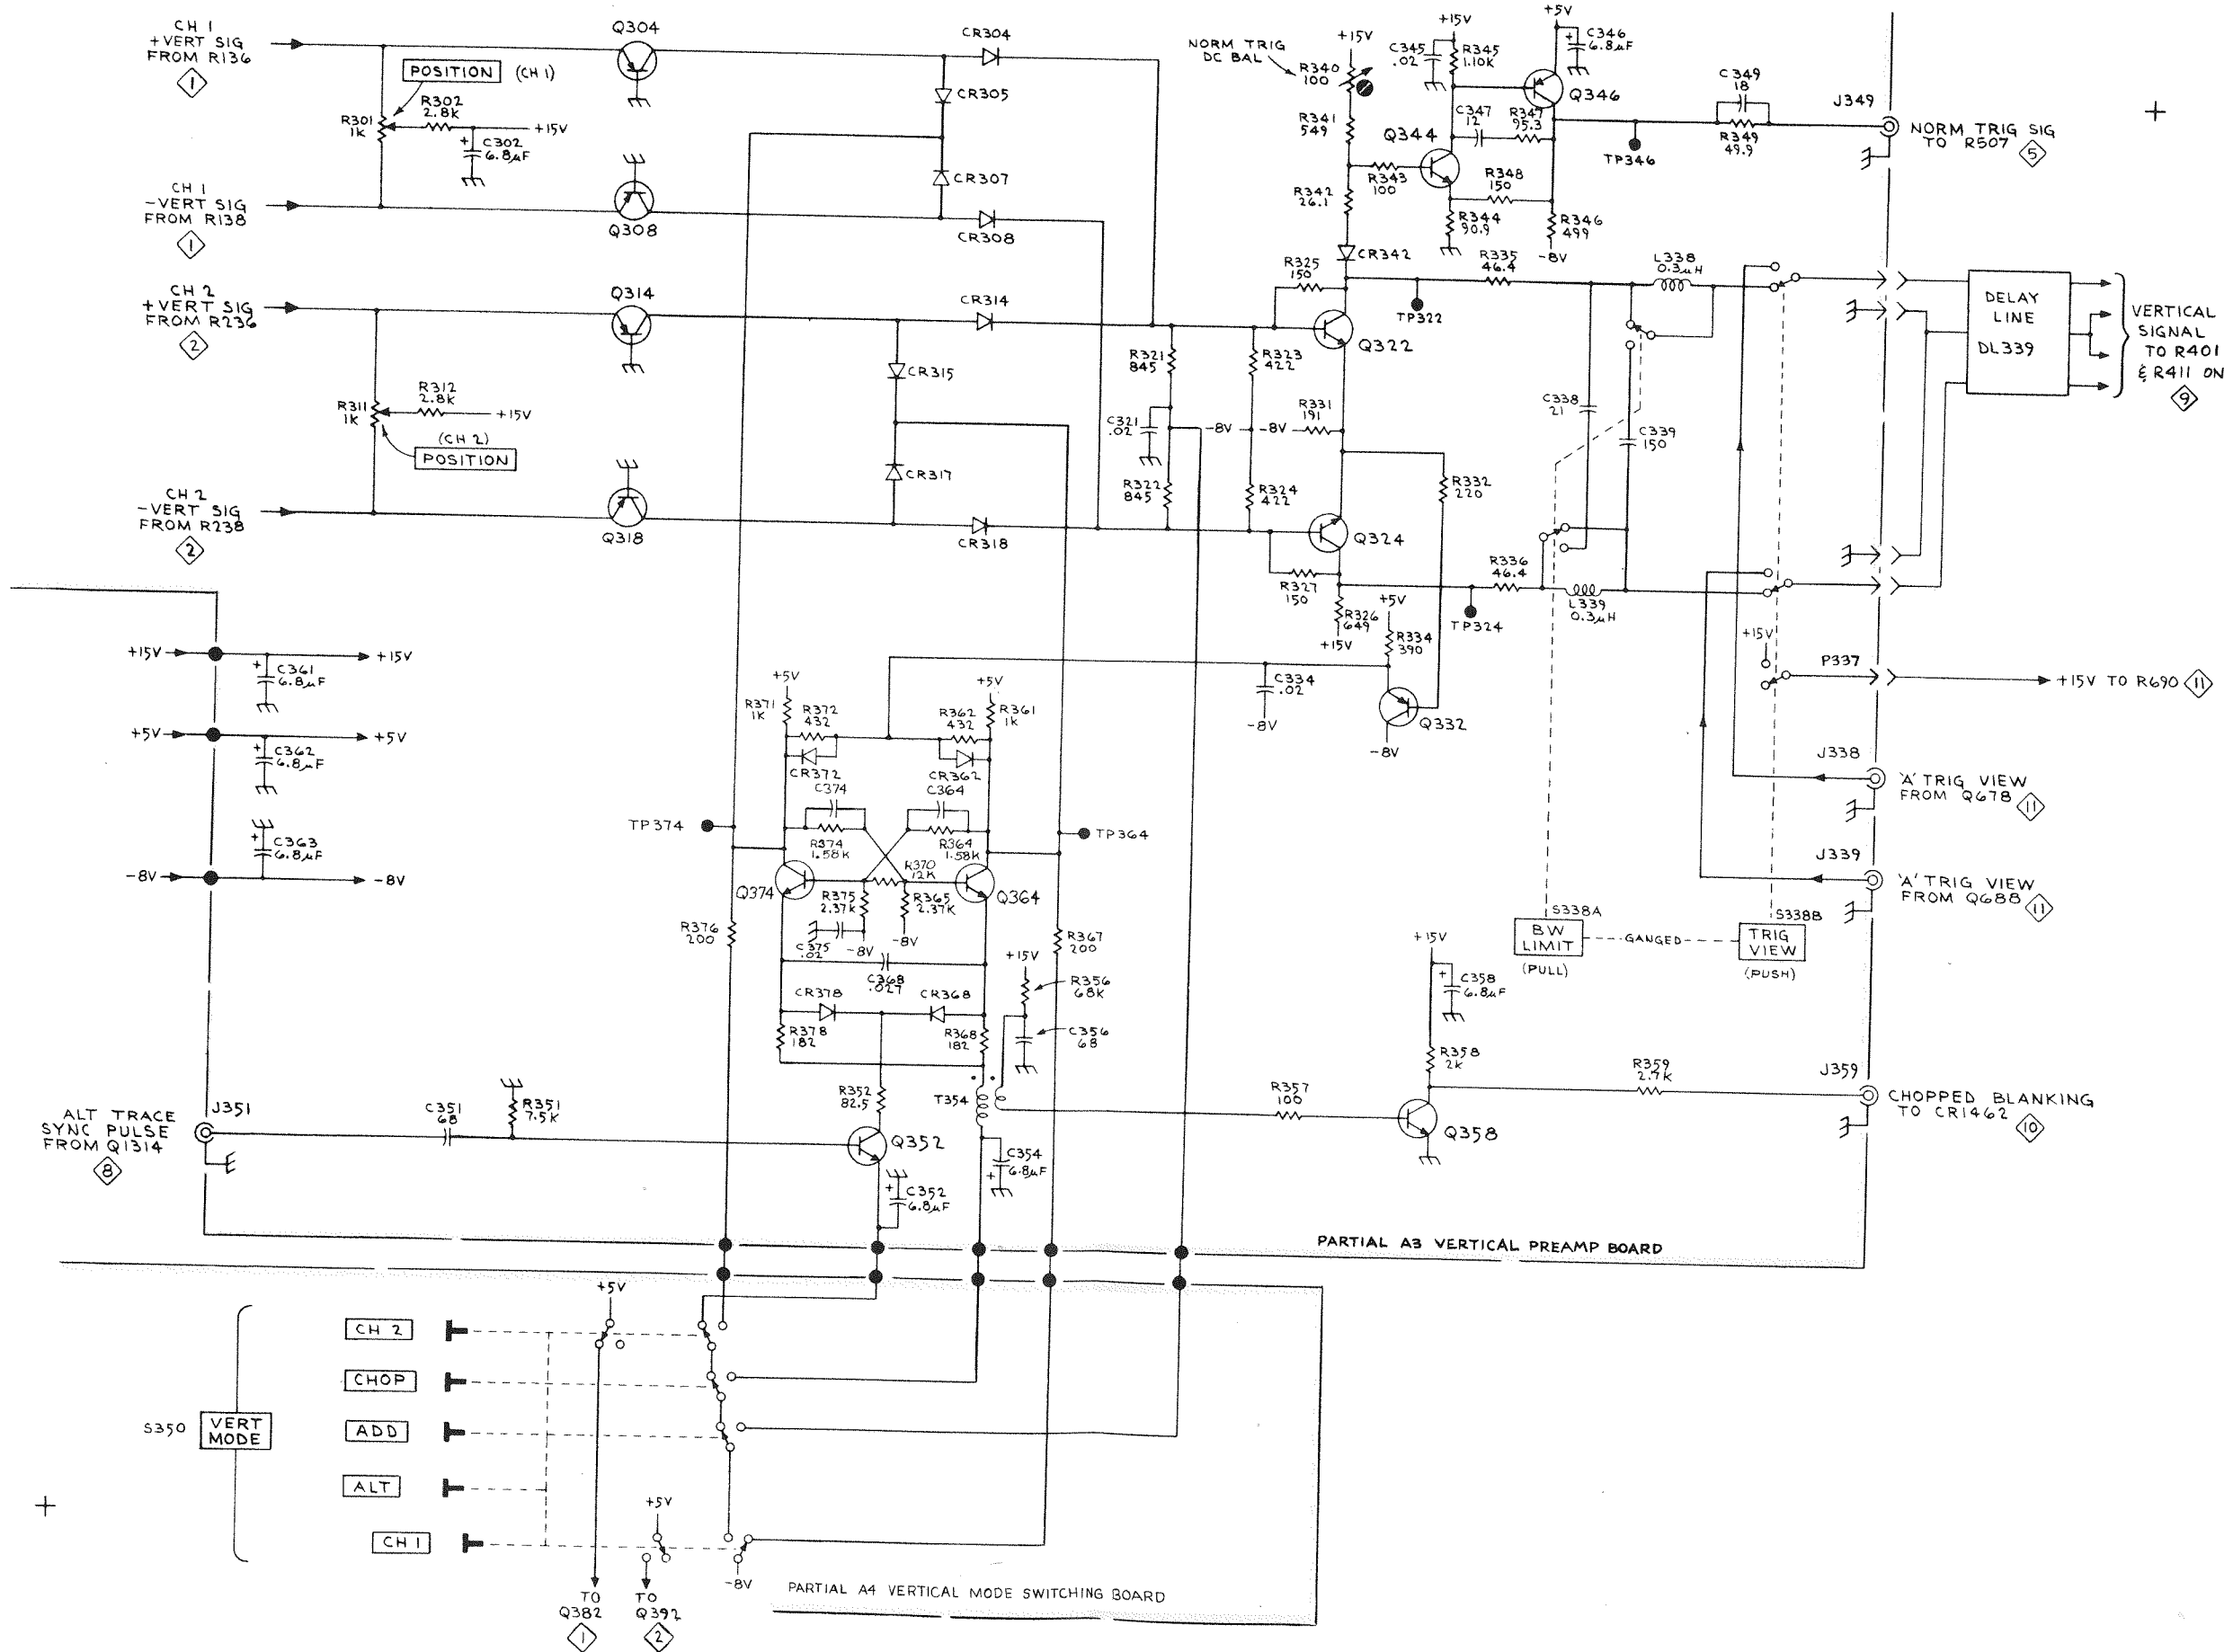 CH 1
+VERT SIG
FROM R136
1
POSITION (CH 1)
R301
1K
R302
2.8K
+15V
+ C302
6.8µF
Q304
CR304
CR305
CR307
CH 1
-VERT SIG
FROM R138
1
Q308
CR308
CH 2
+VERT SIG
FROM R236
2
Q314
CR314
R311
1K
R312
2.8K
+15V
(CH 2)
POSITION
CR315
CR317
CH 2
-VERT SIG
FROM R238
2
Q318
CR318
NORM TRIG
DC BAL
+15V
R340
100
R341
549
R342
26.1
R343
100
CR342
+15V
C345
.02
R345
1.10K
Q344
C347
12
R347
95.3
R348
150
R344
90.9
R346
499
-8V
+5V
+ C346
6.8µF
Q346
TP346
C349
18
R349
49.9
J349
NORM TRIG SIG
TO R507
5
R325
150
TP322
R335
46.4
L338
0.3µH
Q322
R321
845
R323
422
C321
.02
-8V
-8V
R331
191
R322
845
R324
422
R332
220
Q324
R327
150
R326
649
+15V
TP324
R336
46.4
L339
0.3µH
C338
21
C339
150
DELAY
LINE
DL339
VERTICAL
SIGNAL
TO R401
& R411 ON
9
+5V
R334
390
C334
.02
-8V
Q332
-8V
+15V
P337
+15V TO R690 11
J338
'A' TRIG VIEW
FROM Q678
11
J339
'A' TRIG VIEW
FROM Q688
11
S338A
BW
LIMIT
(PULL)
GANGED
S338B
TRIG
VIEW
(PUSH)
+15V
+15V
+ C361
6.8µF
+5V
+5V
+ C362
6.8µF
C363
+ 6.8µF
-8V
-8V
+5V
R371
1K
R372
432
CR372
C374
R374
1.58K
+5V
R361
1K
R362
432
CR362
C364
R364
1.58K
TP374
TP364
Q374
R370
12K
Q364
R375
2.37K
R365
2.37K
C375
.02
-8V
-8V
C368
.027
R376
200
R367
200
CR378
CR368
R378
182
R368
182
+15V
R356
68K
C356
68
R352
82.5
T354
Q352
C354
+ 6.8µF
+ C352
6.8µF
ALT TRACE
SYNC PULSE
FROM Q1314
8
J351
C351
68
R351
7.5K
R357
100
+15V
+ C358
6.8µF
R358
2K
Q358
R359
2.7K
J359
CHOPPED BLANKING
TO CR1462
10
PARTIAL A3 VERTICAL PREAMP BOARD
S350
VERT
MODE
CH 2
CHOP
ADD
ALT
CH 1
+5V
+5V
-8V
TO
Q382
1
TO
Q392
2
PARTIAL A4 VERTICAL MODE SWITCHING BOARD